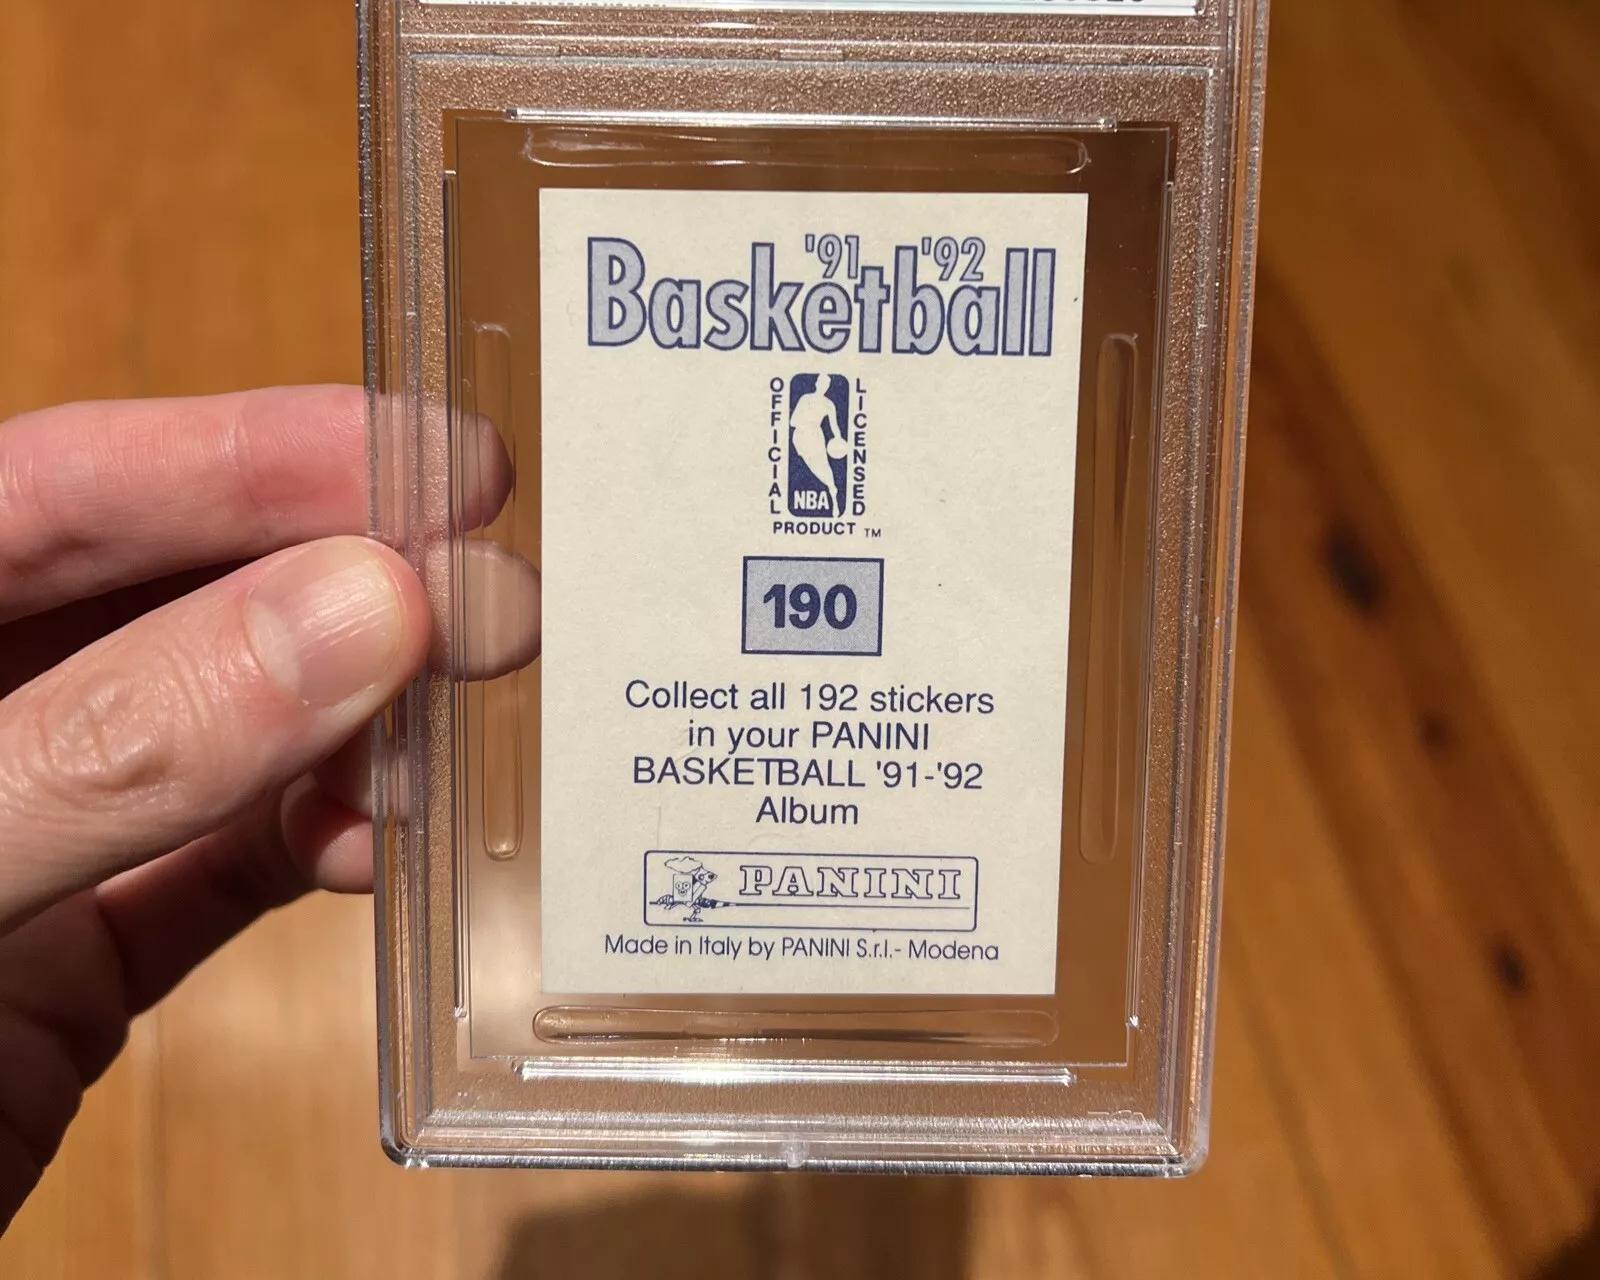 '91 '92
Basketball
OFFICIAL LICENSED
NBA
PRODUCT ™
190
Collect all 192 stickers
in your PANINI
BASKETBALL '91-'92
Album
PANINI
Made in Italy by PANINI S.r.l.- Modena